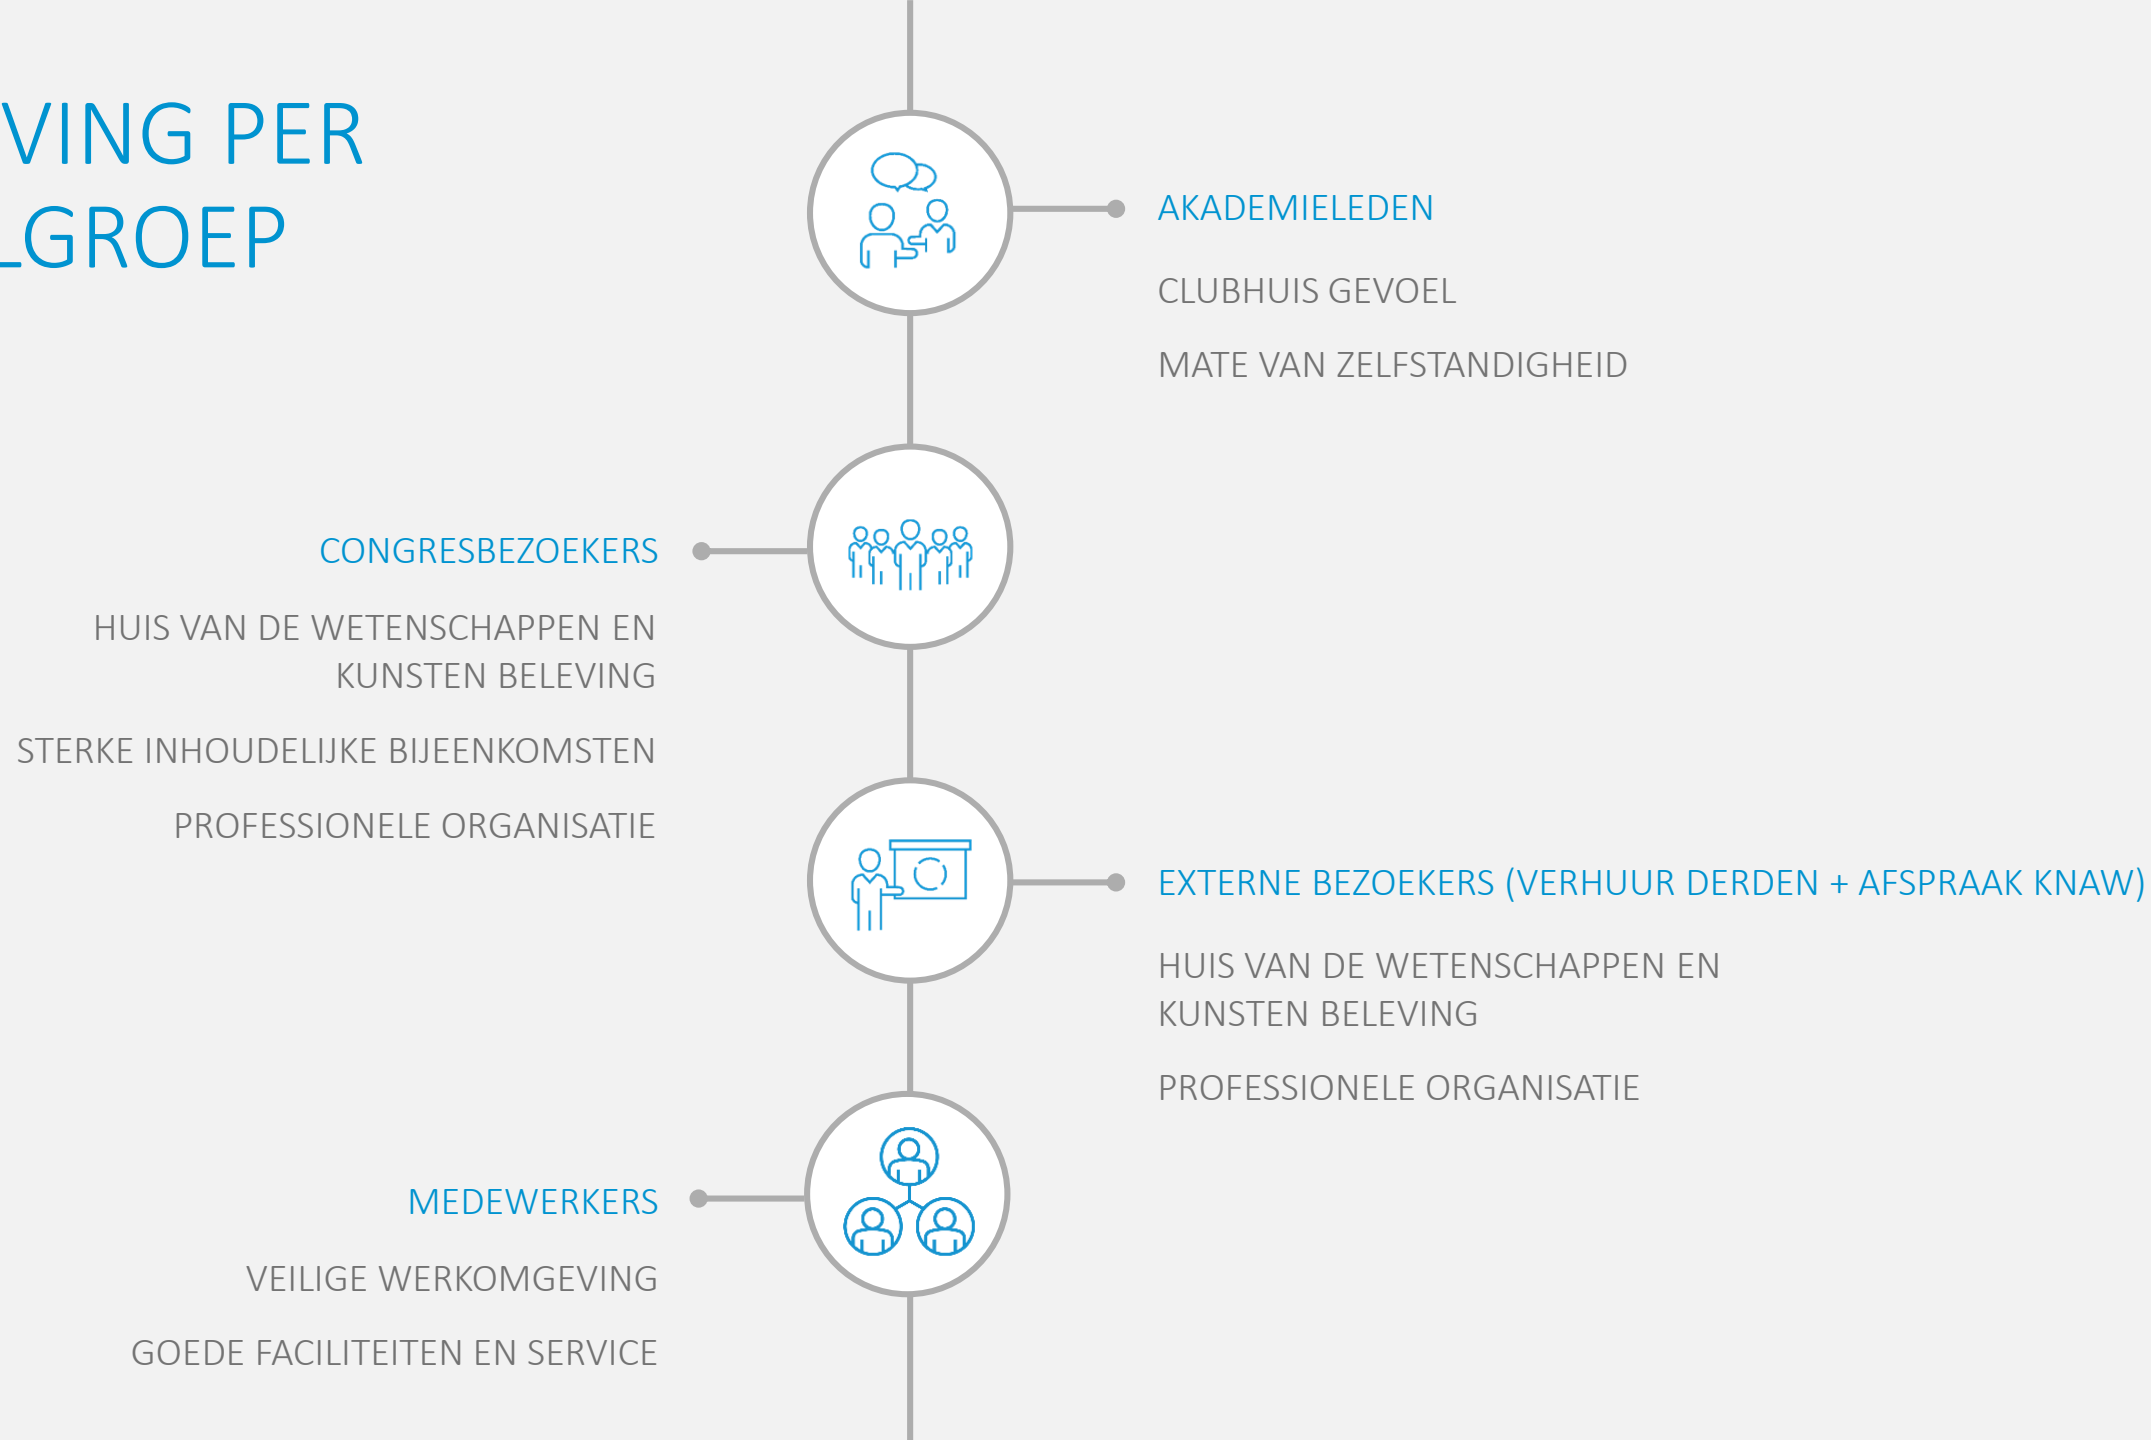 VING PER
LGROEP
AKADEMIELEDEN
CLUBHUIS GEVOEL
MATE VAN ZELFSTANDIGHEID
CONGRESBEZOEKERS
HUIS VAN DE WETENSCHAPPEN EN
KUNSTEN BELEVING
STERKE INHOUDELIJKE BIJEENKOMSTEN
PROFESSIONELE ORGANISATIE
EXTERNE BEZOEKERS (VERHUUR DERDEN + AFSPRAAK KNAW)
HUIS VAN DE WETENSCHAPPEN EN
KUNSTEN BELEVING
PROFESSIONELE ORGANISATIE
MEDEWERKERS
VEILIGE WERKOMGEVING
GOEDE FACILITEITEN EN SERVICE